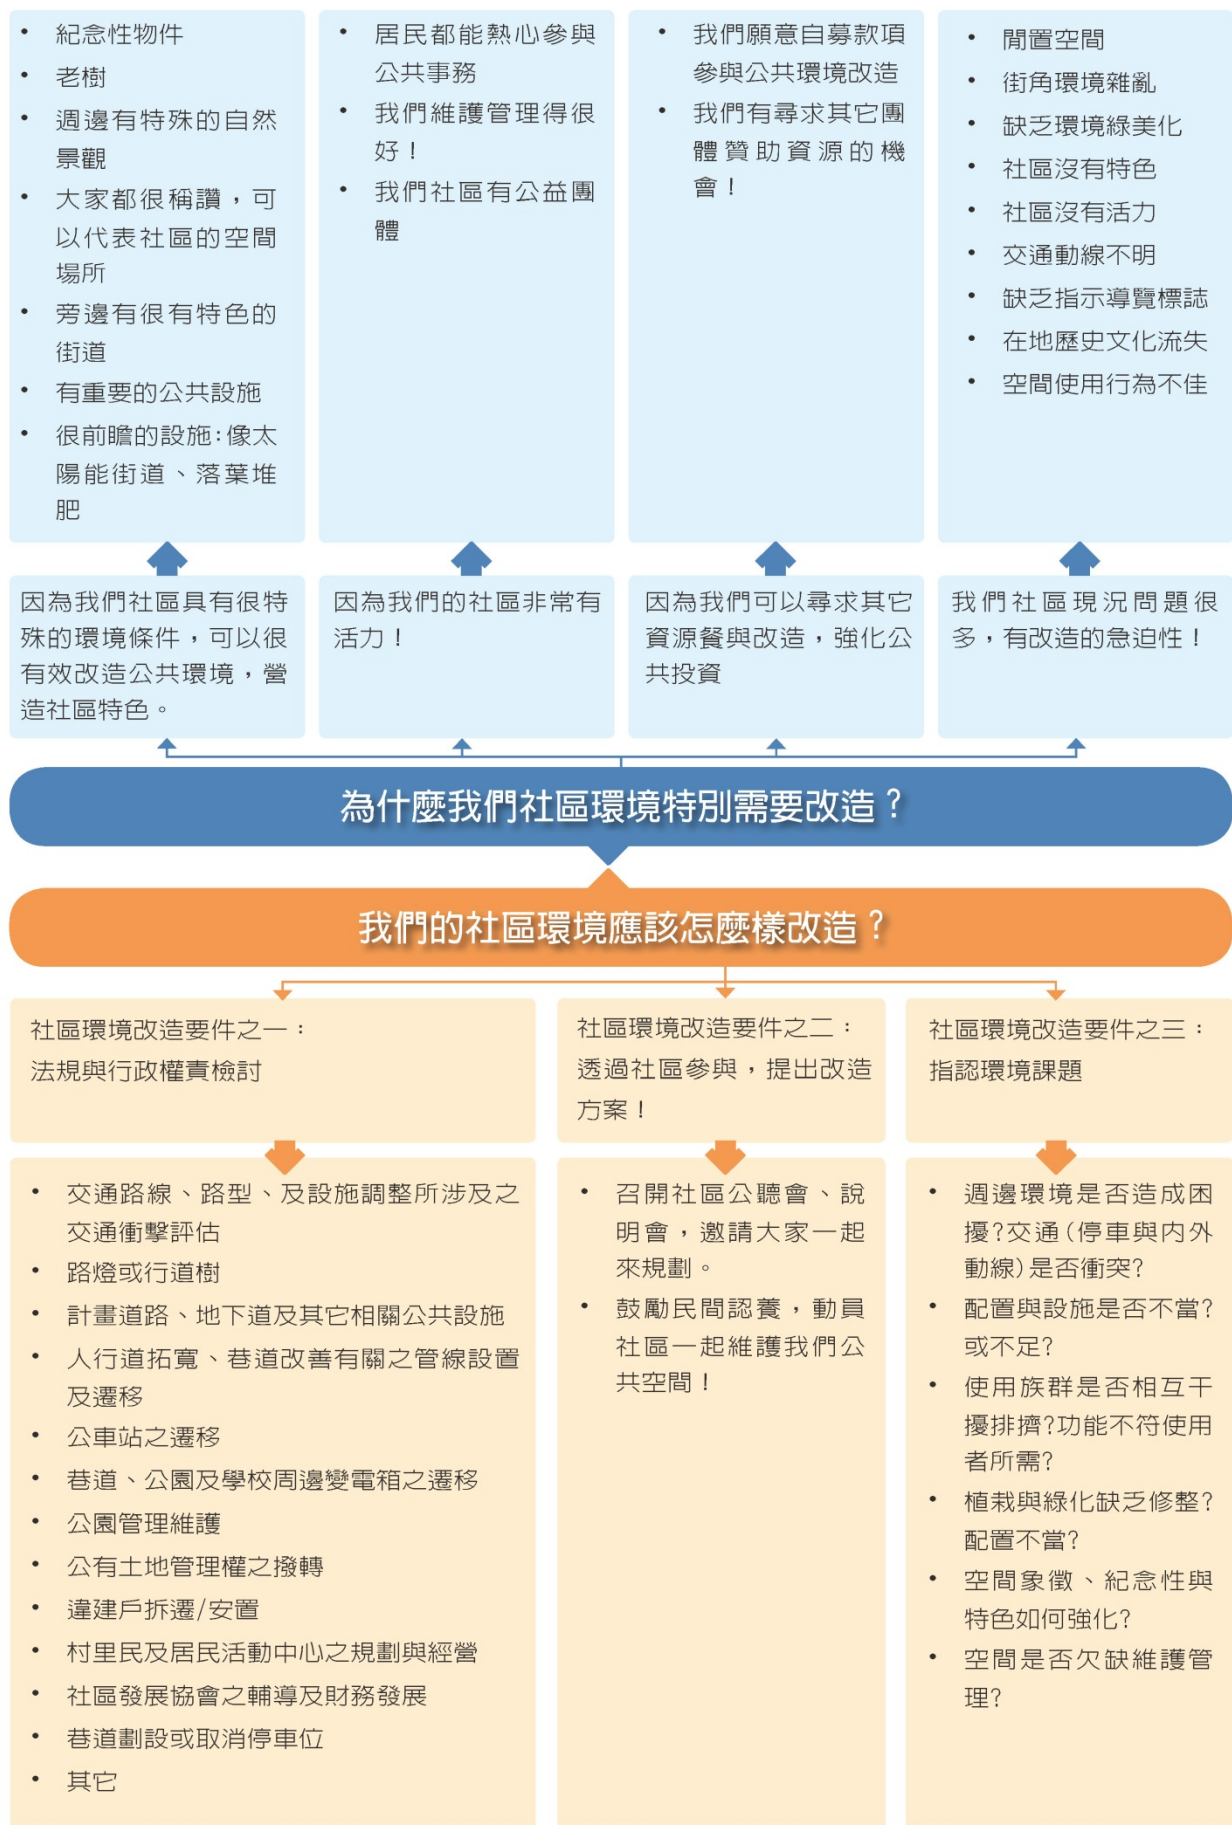 • 紀念性物件
• 老樹
• 週邊有特殊的自然
景觀
• 大家都很稱讚，可
以代表社區的空間
場所
• 旁邊有很有特色的
街道
• 有重要的公共設施
• 很前瞻的設施:像太
陽能街道、落葉堆
肥
• 居民都能熱心參與
公共事務
• 我們維護管理得很
好！
• 我們社區有公益團
體
• 我們願意自募款項
參與公共環境改造
• 我們有尋求其它團
體贊助資源的機
會！
• 閒置空間
• 街角環境雜亂
• 缺乏環境綠美化
• 社區沒有特色
• 社區沒有活力
• 交通動線不明
• 缺乏指示導覽標誌
• 在地歷史文化流失
• 空間使用行為不佳
因為我們社區具有很特
殊的環境條件，可以很
有效改造公共環境，營
造社區特色。
因為我們的社區非常有
活力！
因為我們可以尋求其它
資源餐與改造，強化公
共投資
我們社區現況問題很
多，有改造的急迫性！
為什麼我們社區環境特別需要改造？
我們的社區環境應該怎麼樣改造？
社區環境改造要件之一：
法規與行政權責檢討
社區環境改造要件之二：
透過社區參與，提出改造
方案！
社區環境改造要件之三：
指認環境課題
• 交通路線、路型、及設施調整所涉及之
交通衝擊評估
• 路燈或行道樹
• 計畫道路、地下道及其它相關公共設施
• 人行道拓寬、巷道改善有關之管線設置
及遷移
• 公車站之遷移
• 巷道、公園及學校周邊變電箱之遷移
• 公園管理維護
• 公有土地管理權之撥轉
• 違建戶拆遷/安置
• 村里民及居民活動中心之規劃與經營
• 社區發展協會之輔導及財務發展
• 巷道劃設或取消停車位
• 其它
• 召開社區公聽會、說
明會，邀請大家一起
來規劃。
• 鼓勵民間認養，動員
社區一起維護我們公
共空間！
• 週邊環境是否造成困
擾?交通(停車與内外
動線)是否衝突?
• 配置與設施是否不當?
或不足?
• 使用族群是否相互干
擾排擠?功能不符使用
者所需?
• 植栽與綠化缺乏修整?
配置不當?
• 空間象徵、紀念性與
特色如何強化?
• 空間是否欠缺維護管
理?